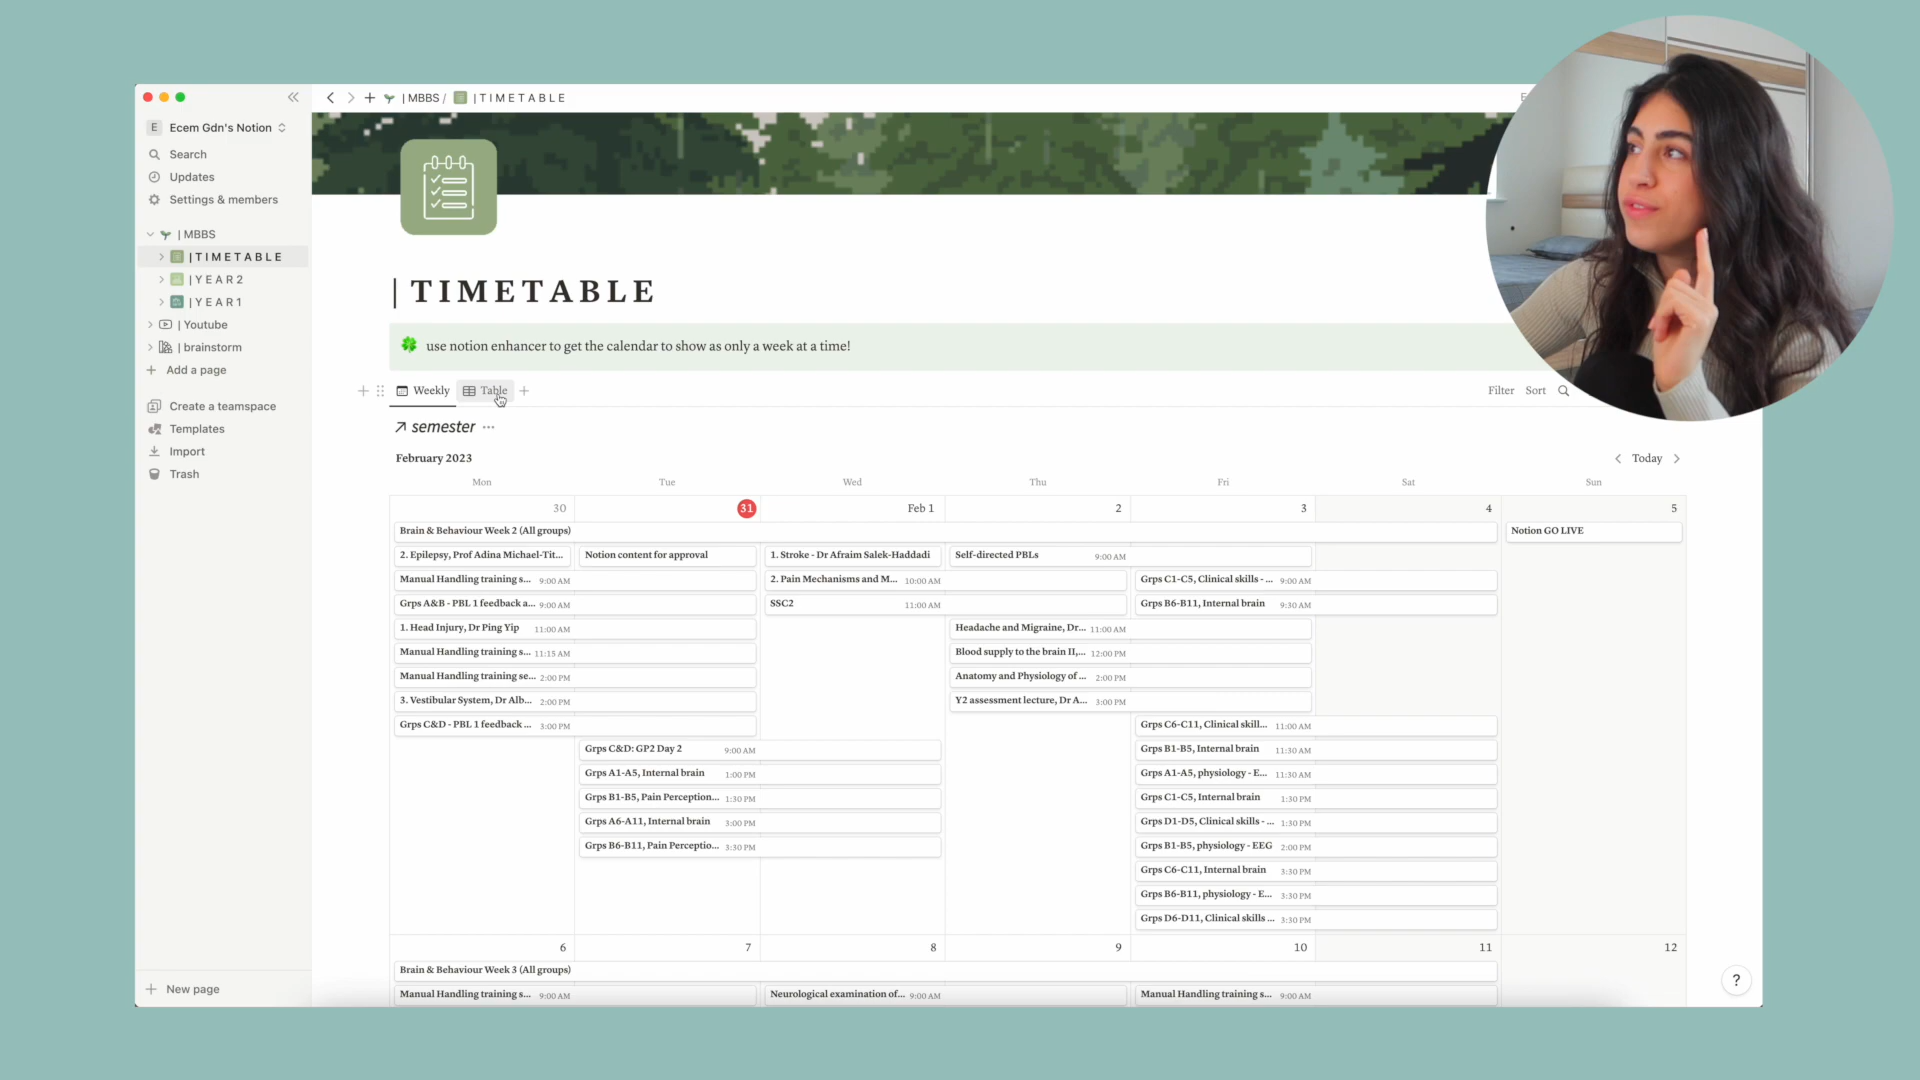 | MBBS / | T I M E T A B L E
E Ecem Gdn's Notion
Search
Updates
Settings & members
| MBBS
| T I M E T A B L E
| Y E A R 2
| Y E A R 1
| Youtube
| brainstorm
Add a page
Create a teamspace
Templates
Import
Trash
New page
| T I M E T A B L E
use notion enhancer to get the calendar to show as only a week at a time!
Weekly Table
Filter Sort
semester
February 2023
Today
Mon Tue Wed Thu Fri Sat Sun
30 31 Feb 1 2 3 4 5
Brain & Behaviour Week 2 (All groups) Notion GO LIVE
2. Epilepsy, Prof Adina Michael-Tit... Notion content for approval 1. Stroke - Dr Afraim Salek-Haddadi Self-directed PBLs 9:00 AM
Manual Handling training s... 9:00 AM 2. Pain Mechanisms and M... 10:00 AM Grps C1-C5, Clinical skills - ... 9:00 AM
Grps A&B - PBL 1 feedback a... 9:00 AM SSC2 11:00 AM Grps B6-B11, Internal brain 9:30 AM
1. Head Injury, Dr Ping Yip 11:00 AM Headache and Migraine, Dr... 11:00 AM
Manual Handling training s... 11:15 AM Blood supply to the brain II,... 12:00 PM
Manual Handling training se... 2:00 PM Anatomy and Physiology of ... 2:00 PM
3. Vestibular System, Dr Alb... 2:00 PM Y2 assessment lecture, Dr A... 3:00 PM
Grps C&D - PBL 1 feedback ... 3:00 PM Grps C6-C11, Clinical skill... 11:00 AM
Grps C&D: GP2 Day 2 9:00 AM Grps B1-B5, Internal brain 11:30 AM
Grps A1-A5, Internal brain 1:00 PM Grps A1-A5, physiology - E... 11:30 AM
Grps B1-B5, Pain Perception... 1:30 PM Grps C1-C5, Internal brain 1:30 PM
Grps A6-A11, Internal brain 3:00 PM Grps D1-D5, Clinical skills - ... 1:30 PM
Grps B6-B11, Pain Perceptio... 3:30 PM Grps B1-B5, physiology - EEG 2:00 PM
Grps C6-C11, Internal brain 3:30 PM
Grps B6-B11, physiology - E... 3:30 PM
Grps D6-D11, Clinical skills ... 3:30 PM
6 7 8 9 10 11 12
Brain & Behaviour Week 3 (All groups)
Manual Handling training s... 9:00 AM Neurological examination of... 9:00 AM Manual Handling training s... 9:00 AM
?